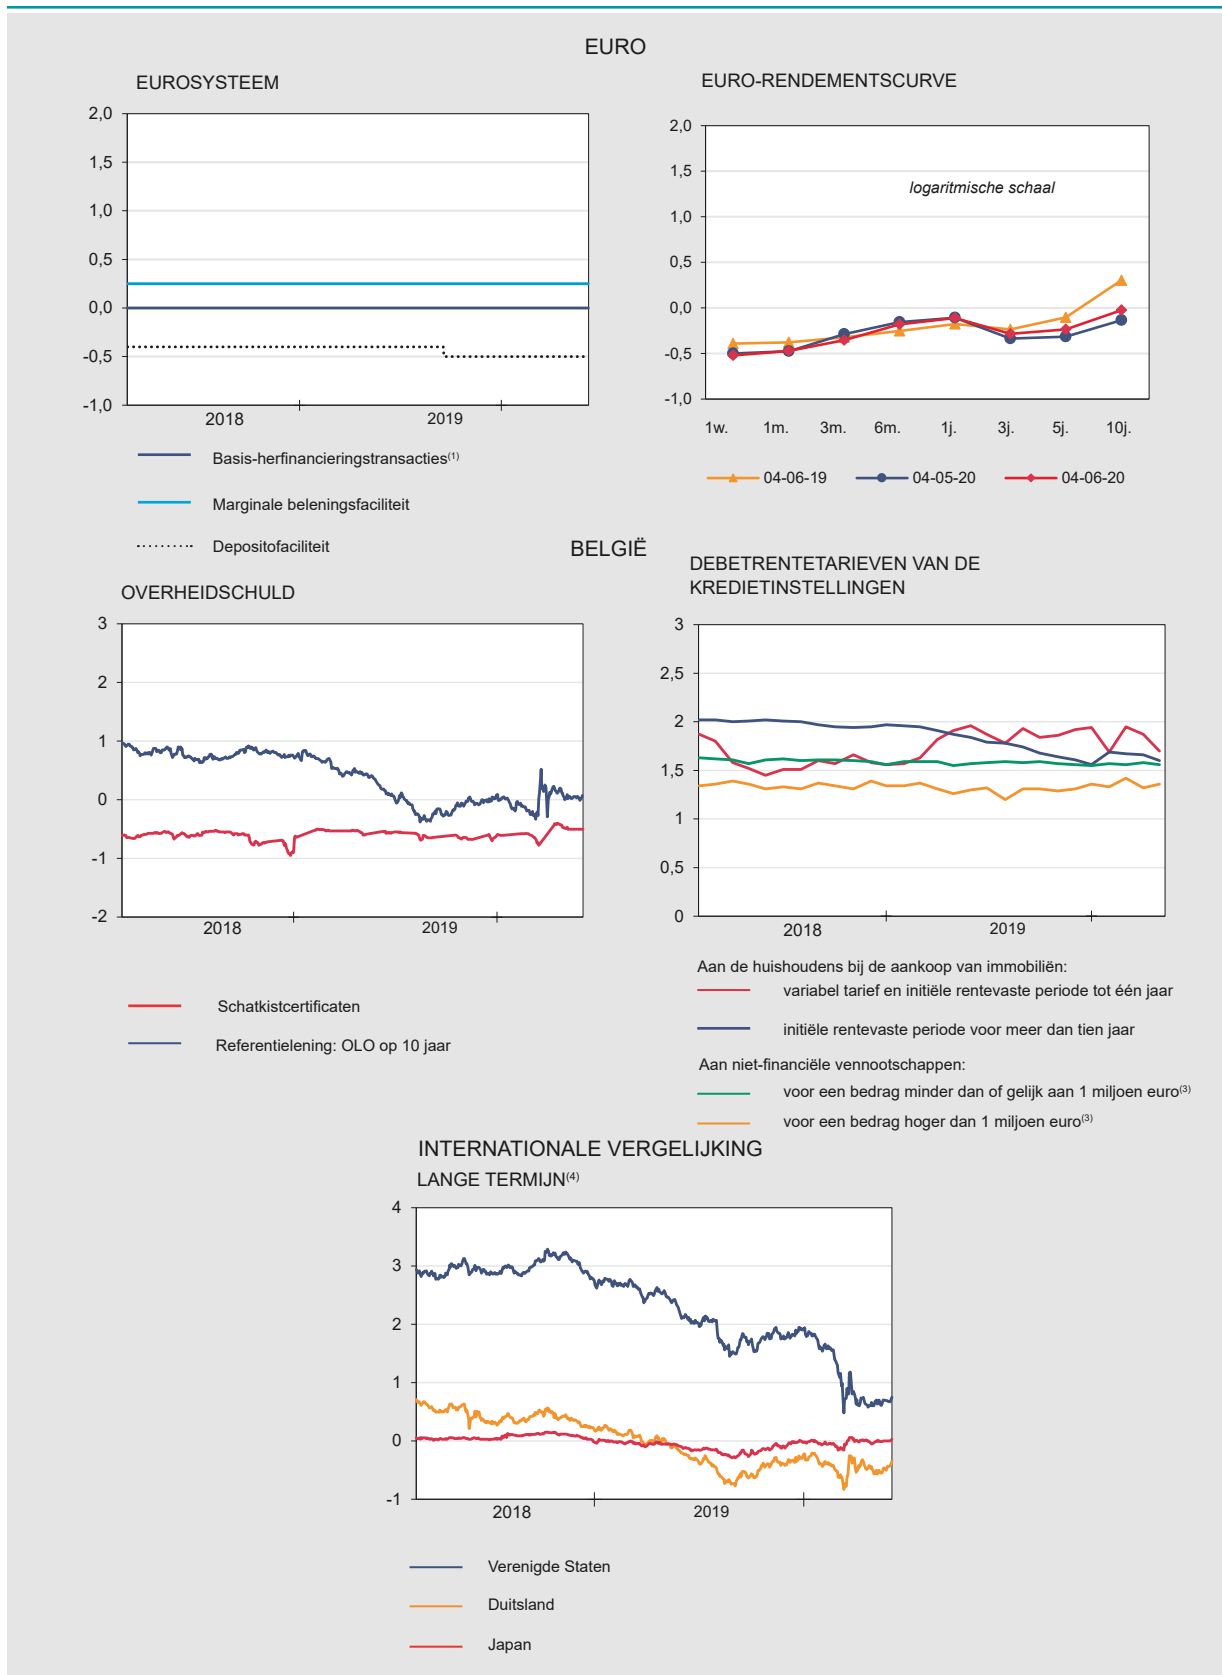 EURO
EUROSYSTEEM
2,0
1,5
1,0
0,5
0,0
-0,5
-1,0
2018 2019
Basis-herfinancieringstransacties(1)
Marginale beleningsfaciliteit
Depositofaciliteit
EURO-RENDEMENTSCURVE
2,0
1,5
1,0
0,5
0,0
-0,5
-1,0
logaritmische schaal
1w. 1m. 3m. 6m. 1j. 3j. 5j. 10j.
04-06-19 04-05-20 04-06-20
BELGIË
OVERHEIDSCHULD
3
2
1
0
-1
-2
2018 2019
Schatkistcertificaten
Referentielening: OLO op 10 jaar
DEBETRENTETARIEVEN VAN DE
KREDIETINSTELLINGEN
3
2,5
2
1,5
1
0,5
0
2018 2019
Aan de huishoudens bij de aankoop van immobiliën:
variabel tarief en initiële rentevaste periode tot één jaar
initiële rentevaste periode voor meer dan tien jaar
Aan niet-financiële vennootschappen:
voor een bedrag minder dan of gelijk aan 1 miljoen euro(3)
voor een bedrag hoger dan 1 miljoen euro(3)
INTERNATIONALE VERGELIJKING
LANGE TERMIJN(4)
4
3
2
1
0
-1
2018 2019
Verenigde Staten
Duitsland
Japan